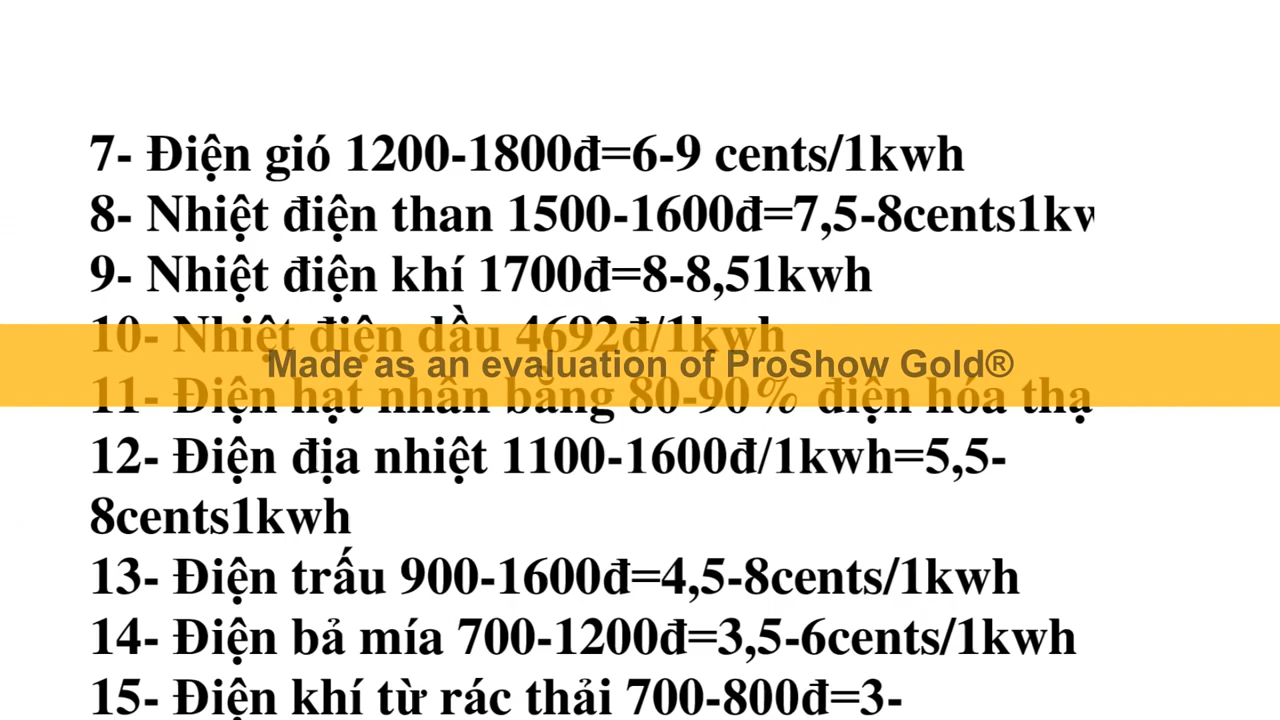 7- Điện gió 1200-1800đ=6-9 cents/1kwh
8- Nhiệt điện than 1500-1600đ=7,5-8cents1kw
9- Nhiệt điện khí 1700đ=8-8,51kwh
10- Nhiệt điện dầu 4692đ/1kwh
Made as an evaluation of ProShow Gold®
11- Điện hạt nhân bằng 80-90% điện hóa thạ
12- Điện địa nhiệt 1100-1600đ/1kwh=5,5-
8cents1kwh
13- Điện trấu 900-1600đ=4,5-8cents/1kwh
14- Điện bả mía 700-1200đ=3,5-6cents/1kwh
15- Điện khí từ rác thải 700-800đ=3-